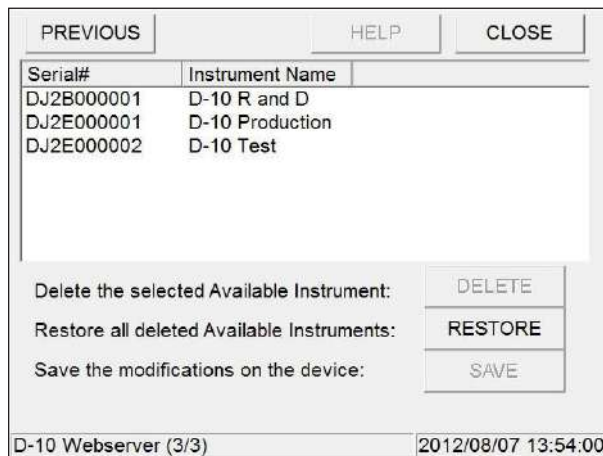 PREVIOUS HELP CLOSE
Serial# Instrument Name
DJ2B000001 D-10 R and D
DJ2E000001 D-10 Production
DJ2E000002 D-10 Test
Delete the selected Available Instrument: DELETE
Restore all deleted Available Instruments: RESTORE
Save the modifications on the device: SAVE
D-10 Webserver (3/3) 2012/08/07 13:54:00